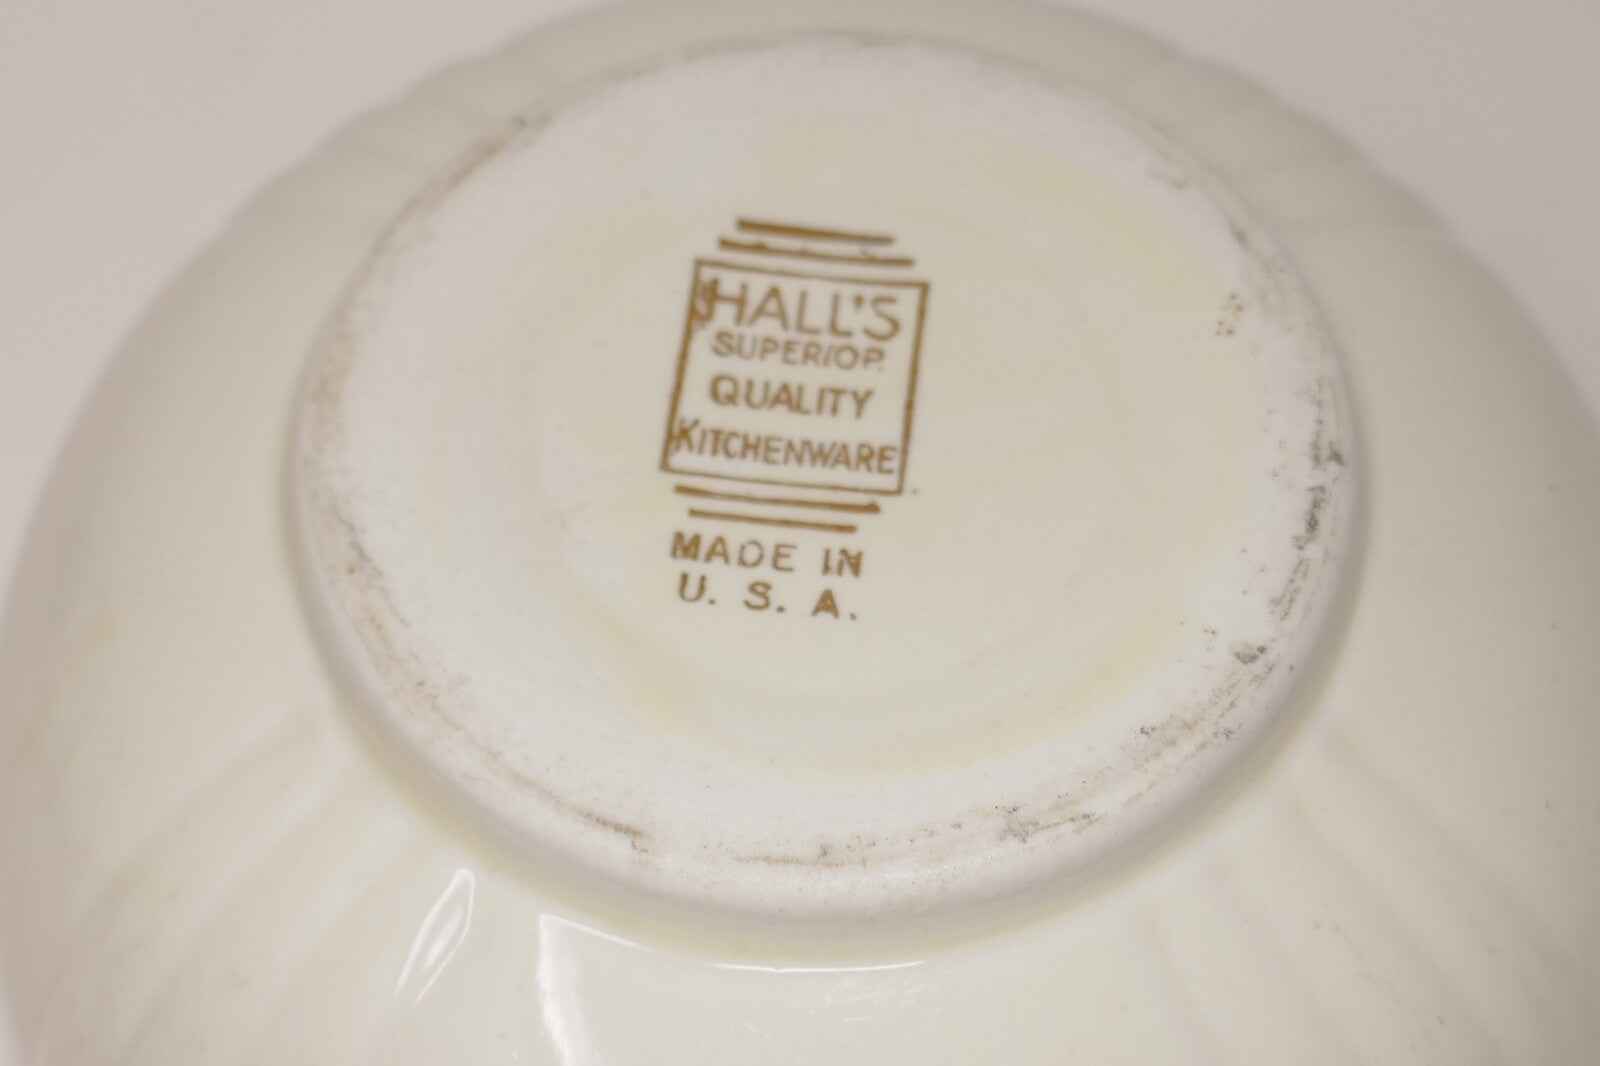 HALL'S
SUPERIOR
QUALITY
KITCHENWARE
MADE IN
U. S. A.